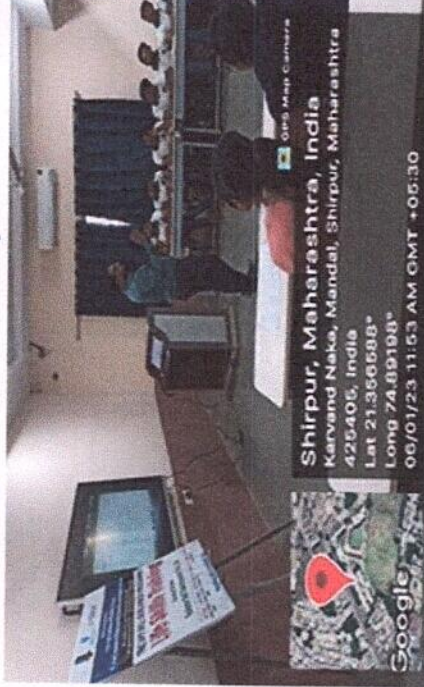 GPS Map Camera
Shirpur, Maharashtra, India
Karvand Naka, Mandal, Shirpur, Maharashtra
425405, India
Lat 21.356588°
Long 74.89198°
06/01/23 11:53 AM GMT +05:30
Google